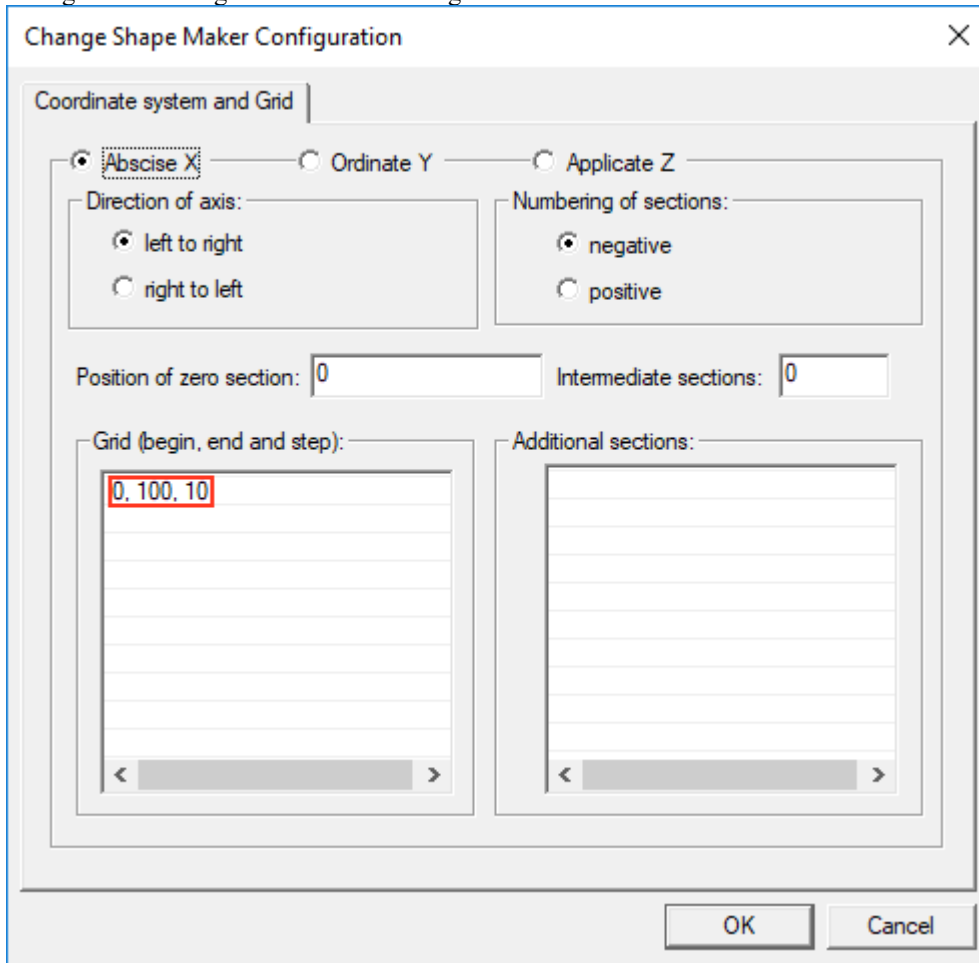 Change Shape Maker Configuration
Coordinate system and Grid
Abscise X Ordinate Y Applicate Z
Direction of axis: Numbering of sections:
left to right negative
right to left positive
Position of zero section: 0 Intermediate sections: 0
Grid (begin, end and step): Additional sections:
0, 100, 10
OK Cancel